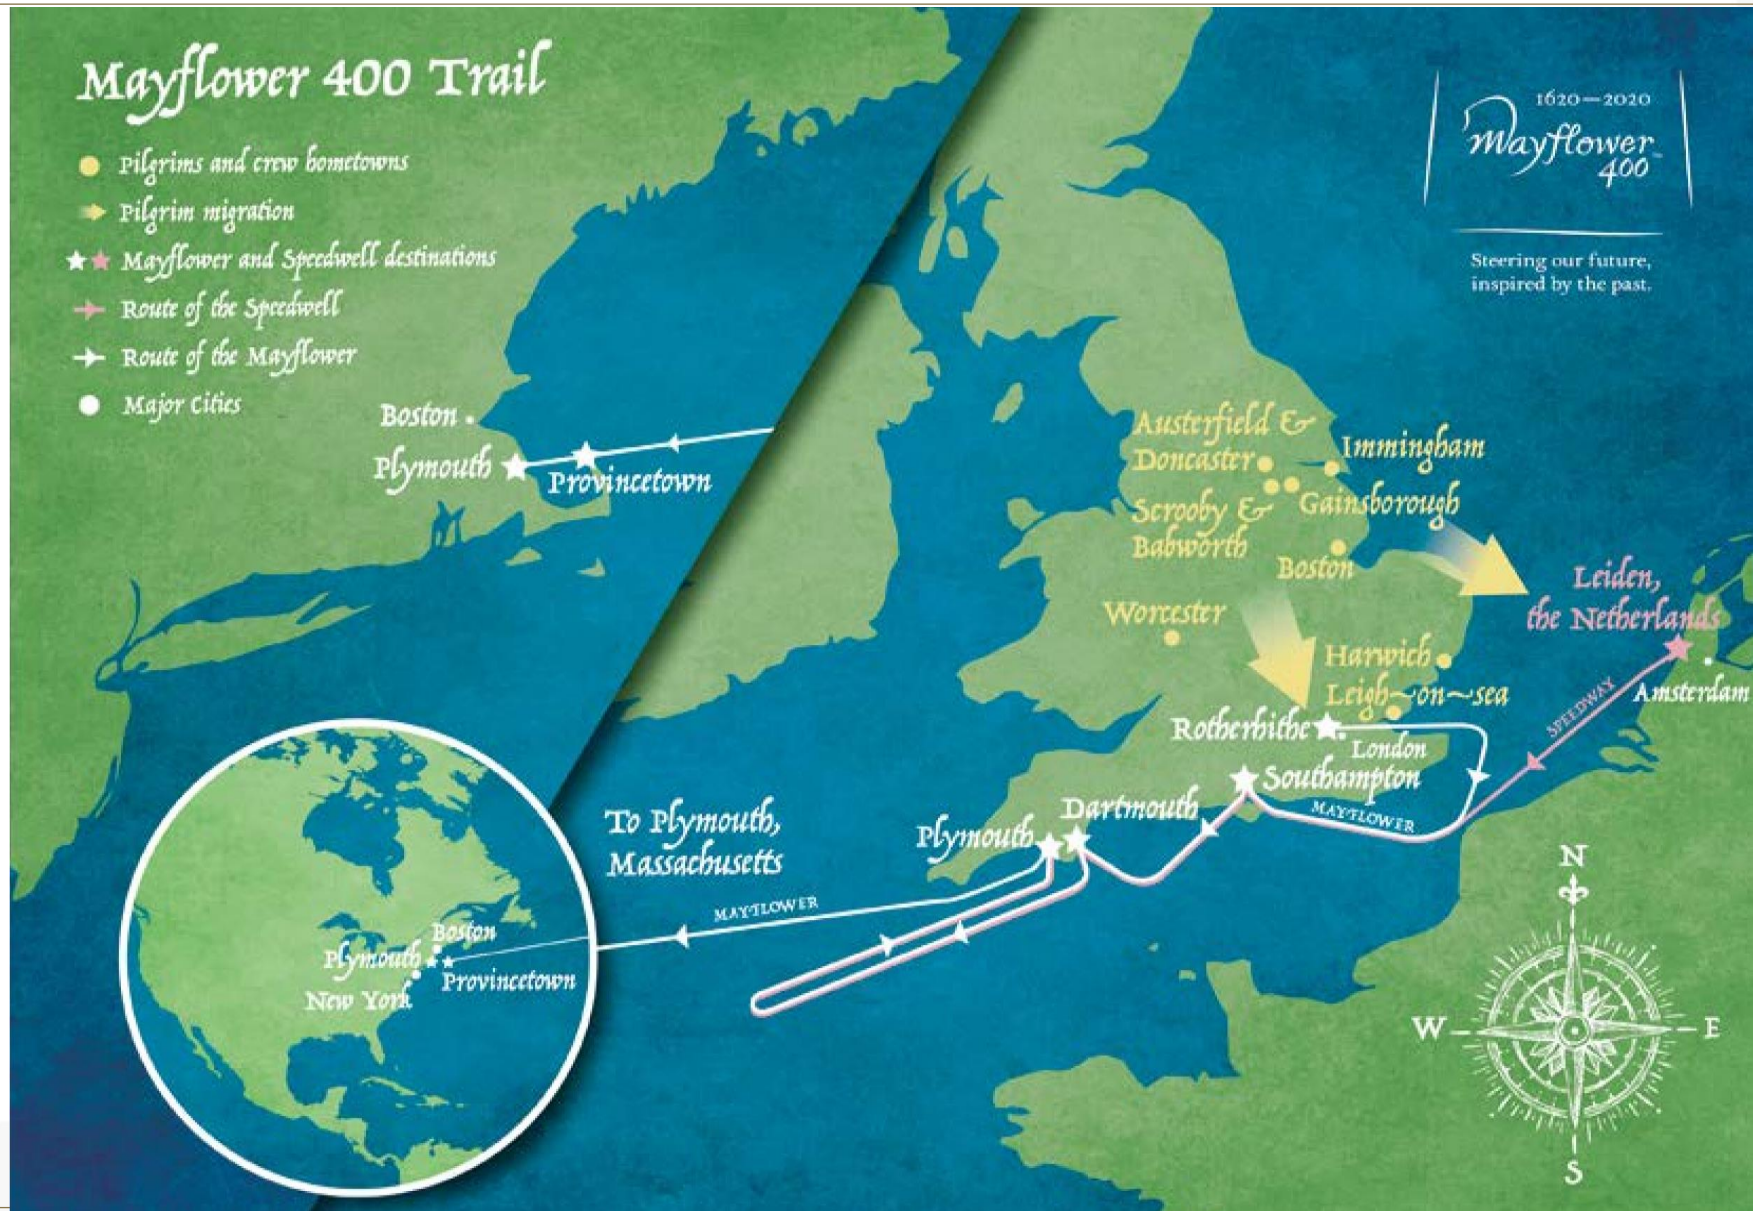 Mayflower 400 Trail
Pilgrims and crew hometowns
Pilgrim migration
Mayflower and Speedwell destinations
Route of the Speedwell
Route of the Mayflower
Major Cities
Boston
Plymouth
Provincetown
1620—2020
Mayflower
400
Steering our future,
inspired by the past.
Austerfield &
Doncaster
Immingham
Scrooby &
Babworth
Gainsborough
Boston
Worcester
Leiden,
the Netherlands
Harwich
Leigh~on~sea
Amsterdam
SPEEDWAY
Rotherhithe
London
Southampton
MAYFLOWER
Dartmouth
Plymouth
To Plymouth,
Massachusetts
MAYFLOWER
Boston
Plymouth
Provincetown
New York
N
W
E
S